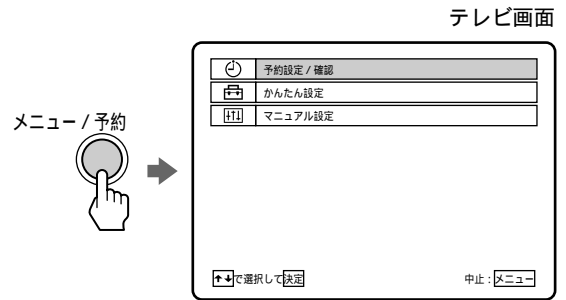 テレビ画面
メニュー / 予約
予約設定 / 確認
かんたん設定
マニュアル設定
で選択して決定
中止 : メニュー